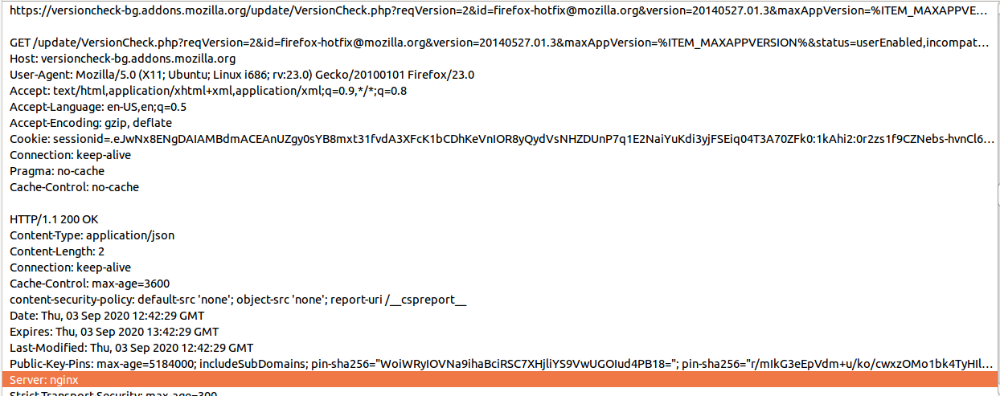 https://versioncheck-bg.addons.mozilla.org/update/VersionCheck.php?reqVersion=2&id=firefox-hotfix@mozilla.org&version=20140527.01.3&maxAppVersion=%ITEM_MAXAPPVE...
GET /update/VersionCheck.php?reqVersion=2&id=firefox-hotfix@mozilla.org&version=20140527.01.3&maxAppVersion=%ITEM_MAXAPPVERSION%&status=userEnabled,incompat...
Host: versioncheck-bg.addons.mozilla.org
User-Agent: Mozilla/5.0 (X11; Ubuntu; Linux i686; rv:23.0) Gecko/20100101 Firefox/23.0
Accept: text/html,application/xhtml+xml,application/xml;q=0.9,*/*;q=0.8
Accept-Language: en-US,en;q=0.5
Accept-Encoding: gzip, deflate
Cookie: sessionid=.eJwNx8ENgDAIAMBdmACEAnUZgy0sYB8mxt31fvdA3XFcK1bCDhKeVnIOR8yQydVsNHZDUnP7q1E2NaiYuKdi3yjFSEiq04T3A70ZFk0:1kAhi2:0r2zs1f9CZNebs-hvnCl6...
Connection: keep-alive
Pragma: no-cache
Cache-Control: no-cache
HTTP/1.1 200 OK
Content-Type: application/json
Content-Length: 2
Connection: keep-alive
Cache-Control: max-age=3600
content-security-policy: default-src 'none'; object-src 'none'; report-uri /__cspreport__
Date: Thu, 03 Sep 2020 12:42:29 GMT
Expires: Thu, 03 Sep 2020 13:42:29 GMT
Last-Modified: Thu, 03 Sep 2020 12:42:29 GMT
Public-Key-Pins: max-age=5184000; includeSubDomains; pin-sha256="WoiWRyIOVNa9ihaBciRSC7XHjliYS9VwUGOIud4PB18="; pin-sha256="r/mIkG3eEpVdm+u/ko/cwxzOMo1bk4TyHIl...
Server: nginx
Strict-Transport-Security: max-age=300